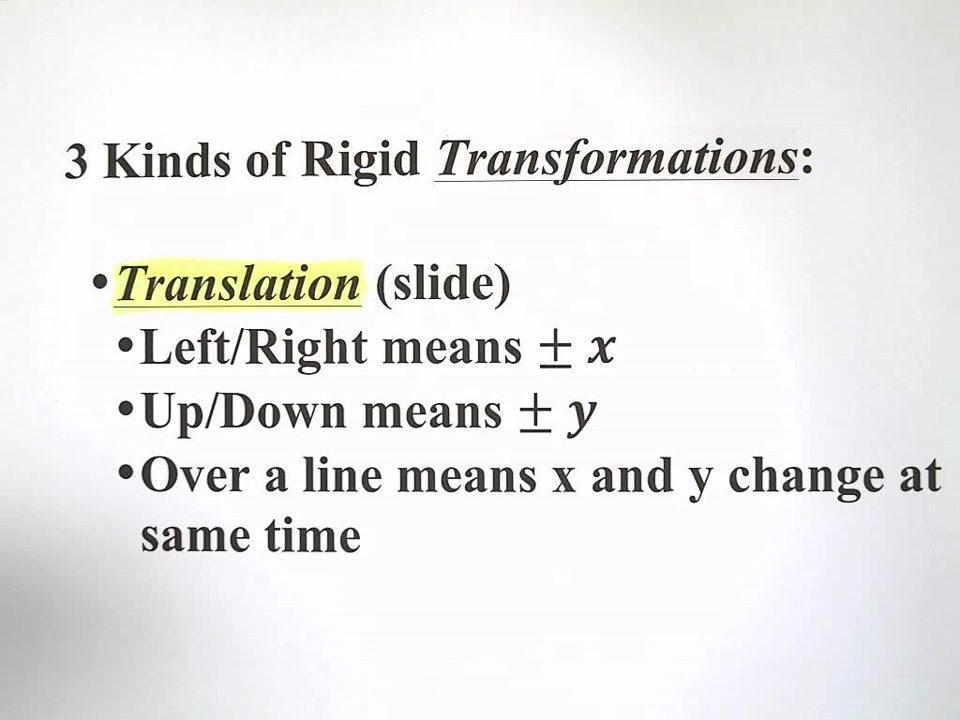 3 Kinds of Rigid Transformations:
•Translation (slide)
•Left/Right means ± x
•Up/Down means ± y
•Over a line means x and y change at
same time